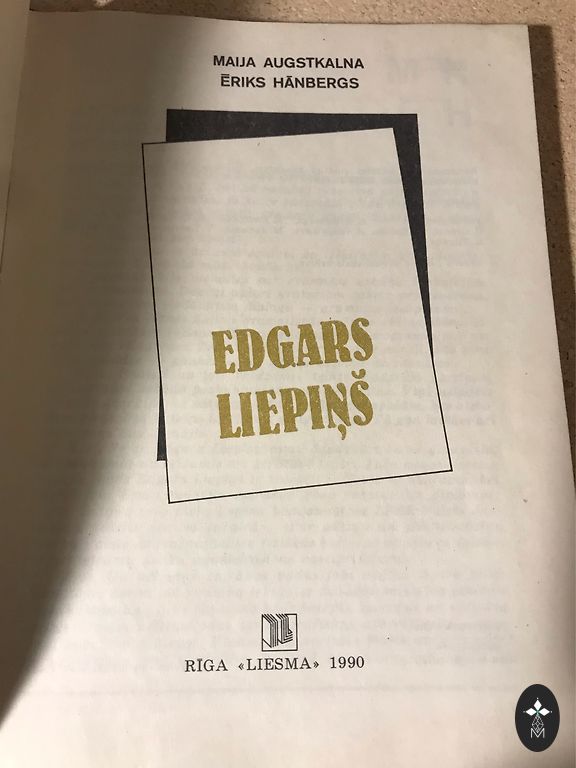 MAIJA AUGSTKALNA
ĒRIKS HĀNBERGS
EDGARS
LIEPIŅŠ
RĪGA «LIESMA» 1990
M